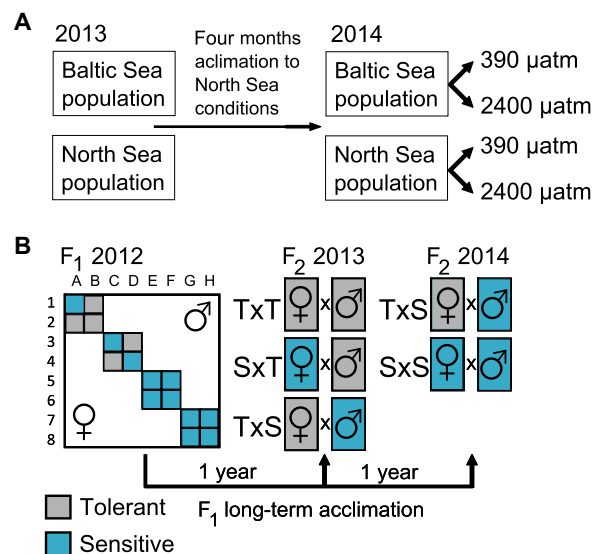 A
2013
Four months
aclimation to
North Sea
conditions
2014
Baltic Sea
population
North Sea
population
Baltic Sea
population
North Sea
population
390 µatm
2400 µatm
390 µatm
2400 µatm
B
F1 2012
A B C D E F G H
1
2
3
4
5
6
7
8
♂
♀
F2 2013
TxT ♀ x ♂
SxT ♀ x ♂
TxS ♀ x ♂
F2 2014
TxS ♀ x ♂
SxS ♀ x ♂
1 year
1 year
F1 long-term acclimation
Tolerant
Sensitive